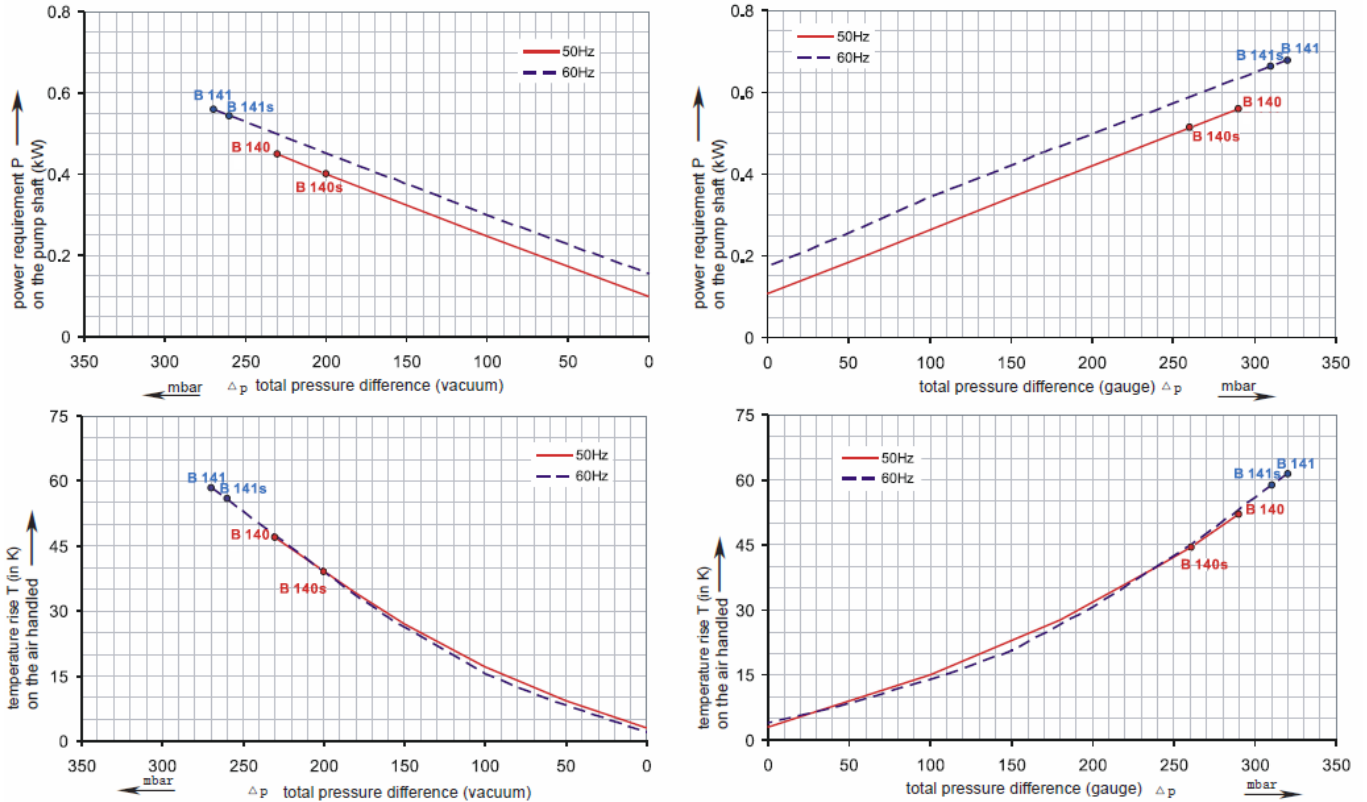 0.8
0.6
0.4
0.2
0
power requirement P
on the pump shaft (kW)
50Hz
60Hz
B 141
B 141s
B 140
B 140s
350 300 250 200 150 100 50 0
mbar △p total pressure difference (vacuum)
0.8
0.6
0.4
0.2
0
power requirement P
on the pump shaft (kW)
50Hz
60Hz
B 141
B 141s
B 140
B 140s
0 50 100 150 200 250 300 350
total pressure difference (gauge) △p mbar
75
60
45
30
15
0
temperature rise T (in K)
on the air handled
50Hz
60Hz
B 141
B 141s
B 140
B 140s
350 300 250 200 150 100 50 0
mbar △p total pressure difference (vacuum)
75
60
45
30
15
0
temperature rise T (in K)
on the air handled
50Hz
60Hz
B 141
B 141s
B 140
B 140s
0 50 100 150 200 250 300 350
total pressure difference (gauge) △p mbar